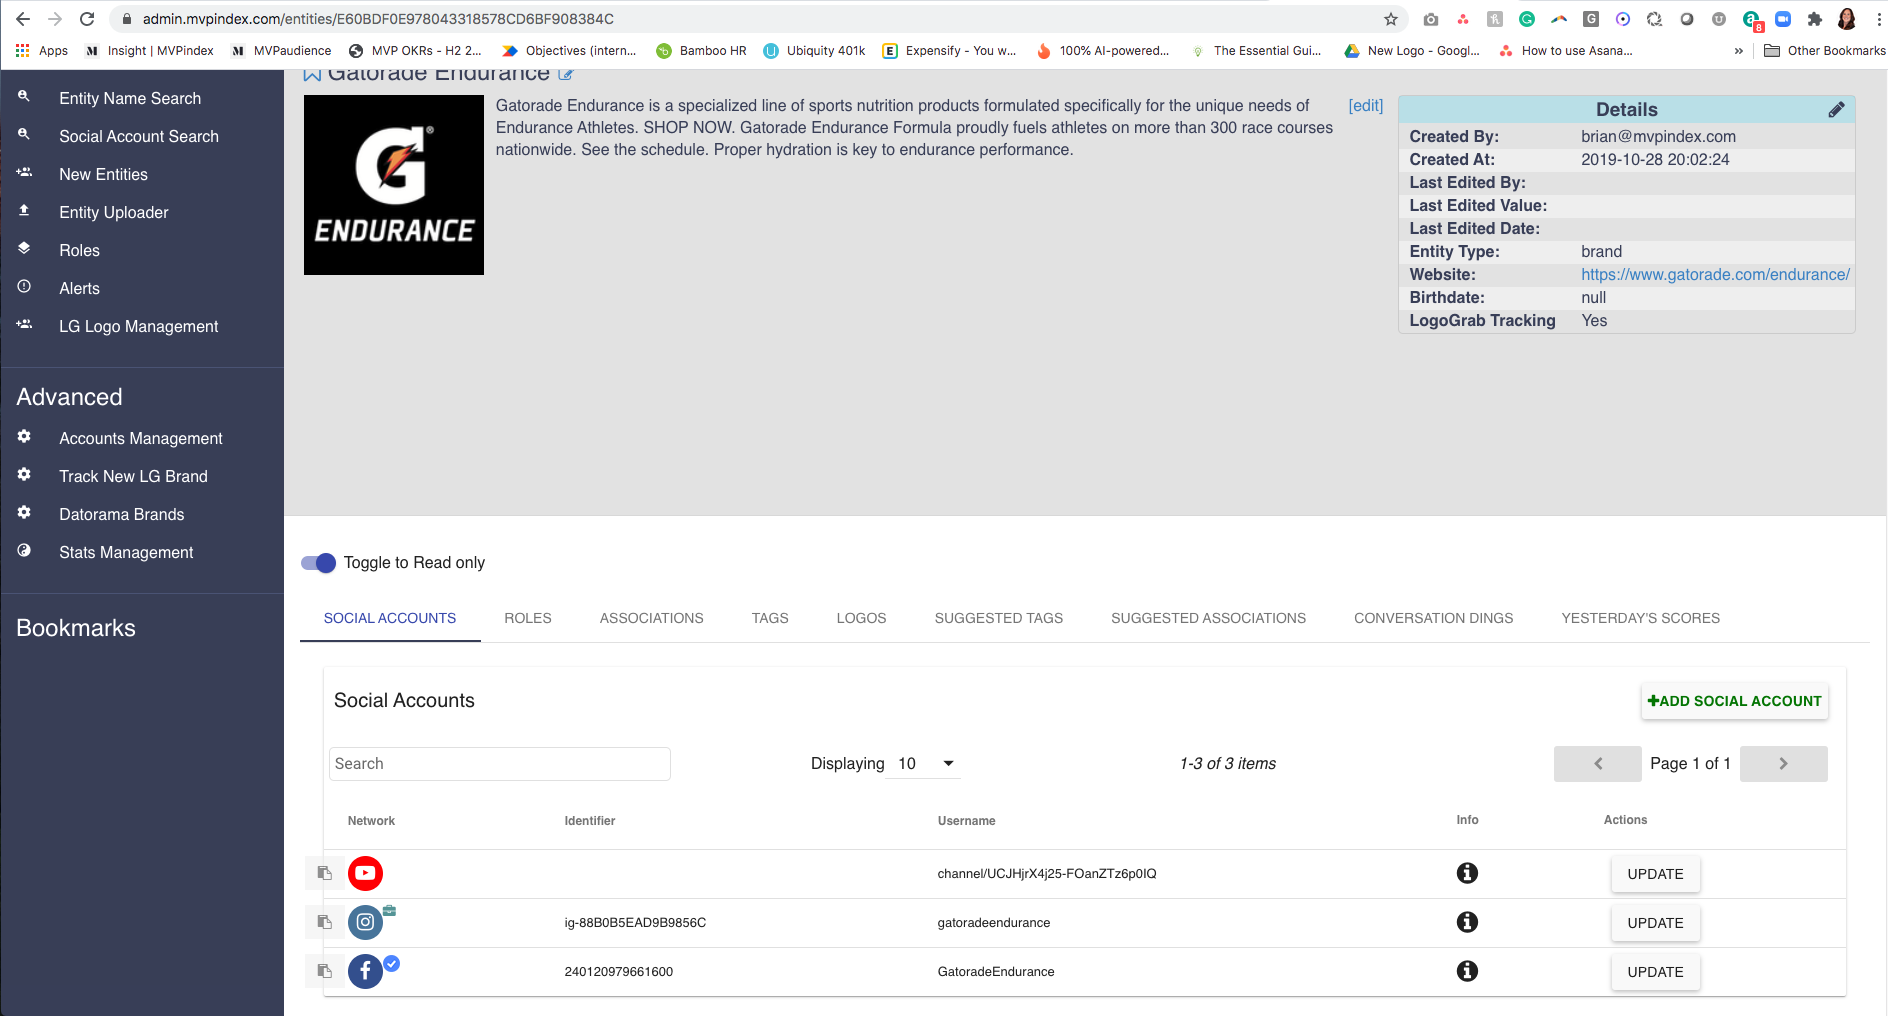 admin.mvpindex.com/entities/E60BDF0E978043318578CD6BF908384C
8
Apps
Insight | MVPindex
MVPaudience
MVP OKRs - H2 2...
Objectives (intern...
Bamboo HR
Ubiquity 401k
Expensify - You w...
100% AI-powered...
The Essential Gui...
New Logo - Googl...
How to use Asana...
»
Other Bookmarks
Entity Name Search
Social Account Search
New Entities
Entity Uploader
Roles
Alerts
LG Logo Management
Advanced
Accounts Management
Track New LG Brand
Datorama Brands
Stats Management
Bookmarks
Gatorade Endurance
G®
ENDURANCE
Gatorade Endurance is a specialized line of sports nutrition products formulated specifically for the unique needs of
Endurance Athletes. SHOP NOW. Gatorade Endurance Formula proudly fuels athletes on more than 300 race courses
nationwide. See the schedule. Proper hydration is key to endurance performance.
[edit]
Details
Created By: brian@mvpindex.com
Created At: 2019-10-28 20:02:24
Last Edited By:
Last Edited Value:
Last Edited Date:
Entity Type: brand
Website: https://www.gatorade.com/endurance/
Birthdate: null
LogoGrab Tracking Yes
Toggle to Read only
SOCIAL ACCOUNTS ROLES ASSOCIATIONS TAGS LOGOS SUGGESTED TAGS SUGGESTED ASSOCIATIONS CONVERSATION DINGS YESTERDAY'S SCORES
Social Accounts
+ADD SOCIAL ACCOUNT
Search
Displaying 10
1-3 of 3 items
Page 1 of 1
Network Identifier Username Info Actions
channel/UCJHjrX4j25-FOanZTz6p0IQ UPDATE
ig-88B0B5EAD9B9856C gatoradeendurance UPDATE
240120979661600 GatoradeEndurance UPDATE